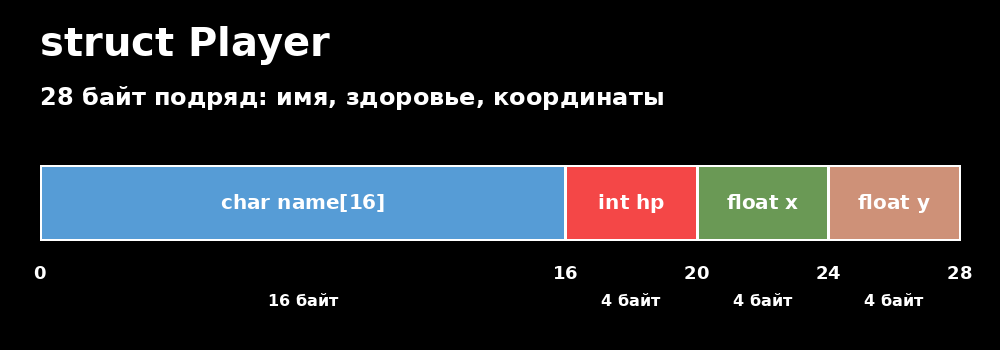 struct Player
28 байт подряд: имя, здоровье, координаты
char name[16] int hp float x float y
0 16 20 24 28
16 байт 4 байт 4 байт 4 байт